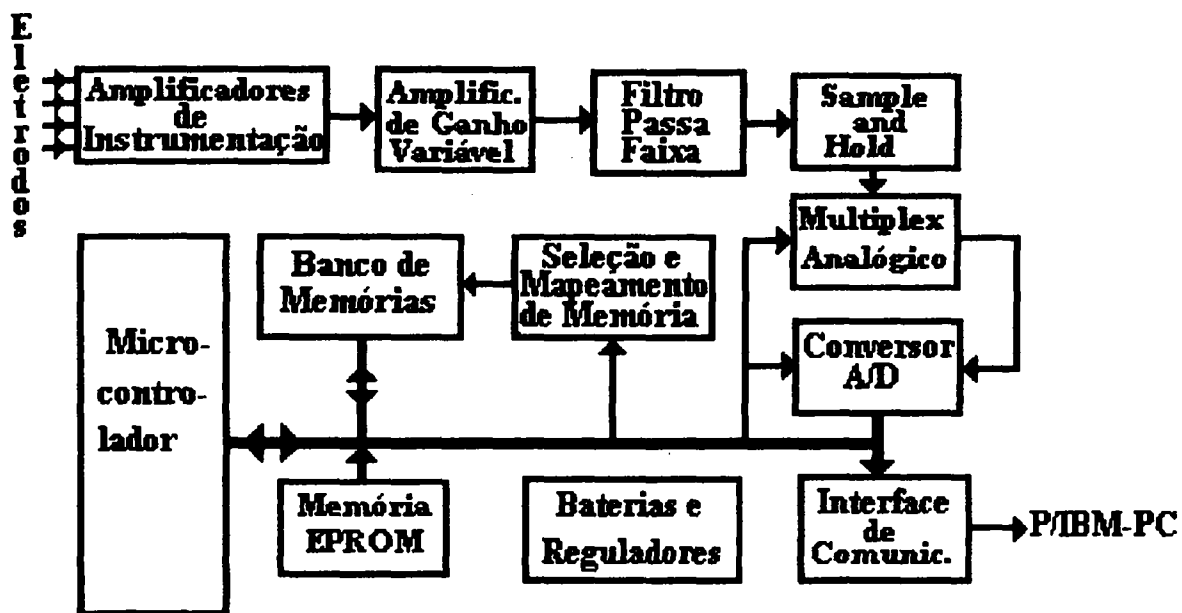 Eletrodos
Amplificadores
de
Instrumentação
Amplific.
de Ganho
Variável
Filtro
Passa
Faixa
Sample
and
Hold
Multiplex
Analógico
Conversor
A/D
Seleção e
Mapeamento
de Memória
Banco de
Memórias
Micro-
contro-
lador
Memória
EPROM
Baterias e
Reguladores
Interface
de
Comunic.
P/IBM-PC